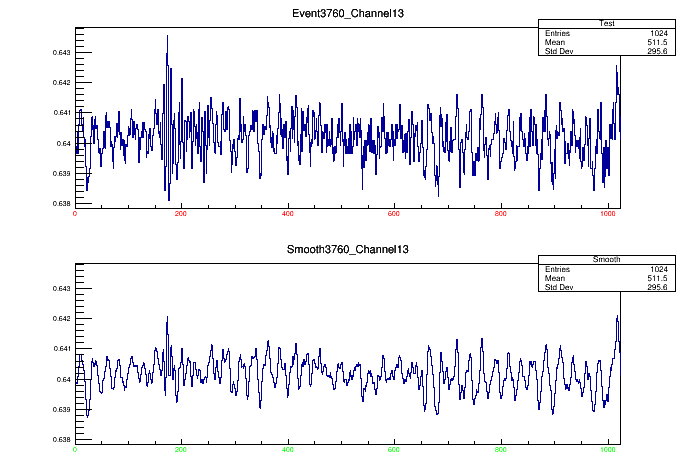 Event3760_Channel13
Test
Entries 1024
Mean 511.5
Std Dev 295.6
0.643
0.642
0.641
0.64
0.639
0.638
0 200 400 600 800 1000
Smooth3760_Channel13
Smooth
Entries 1024
Mean 511.5
Std Dev 295.6
0.643
0.642
0.641
0.64
0.639
0.638
0 200 400 600 800 1000